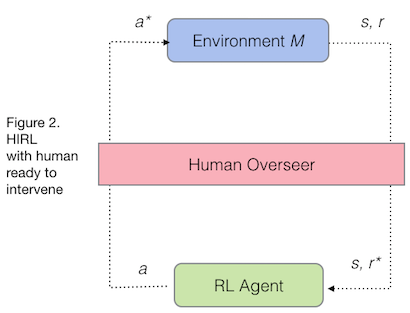 a*
Environment M
s, r
Figure 2.
HIRL
with human
ready to
intervene
Human Overseer
a
RL Agent
s, r*